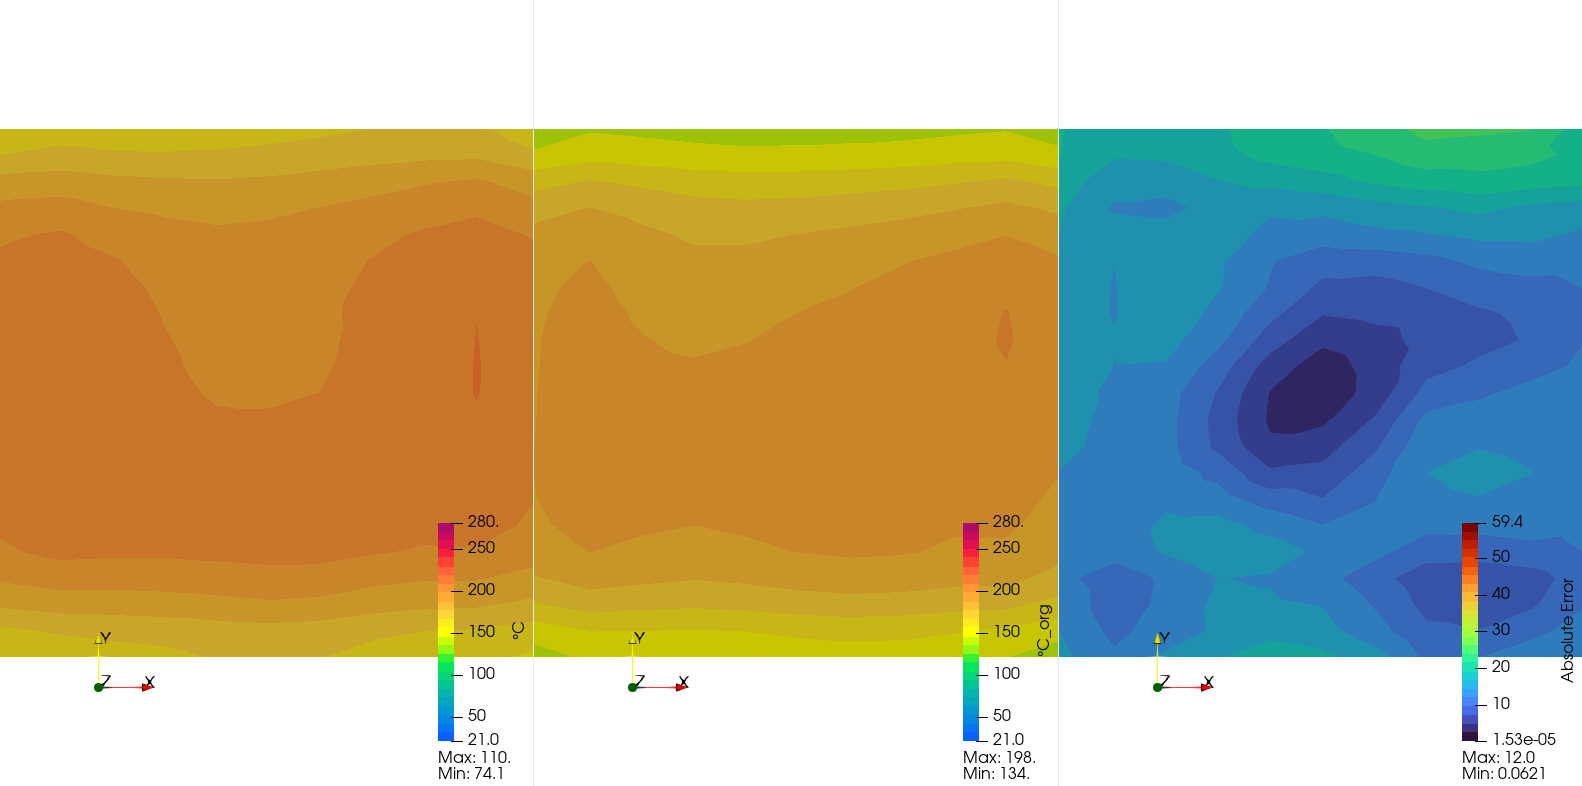 280.
250
200
150
100
50
21.0
°C
Max: 110.
Min: 74.1
Y
Z
X
280.
250
200
150
100
50
21.0
°C_org
Max: 198.
Min: 134.
Y
Z
X
59.4
50
40
30
20
10
1.53e-05
Absolute Error
Max: 12.0
Min: 0.0621
Y
Z
X